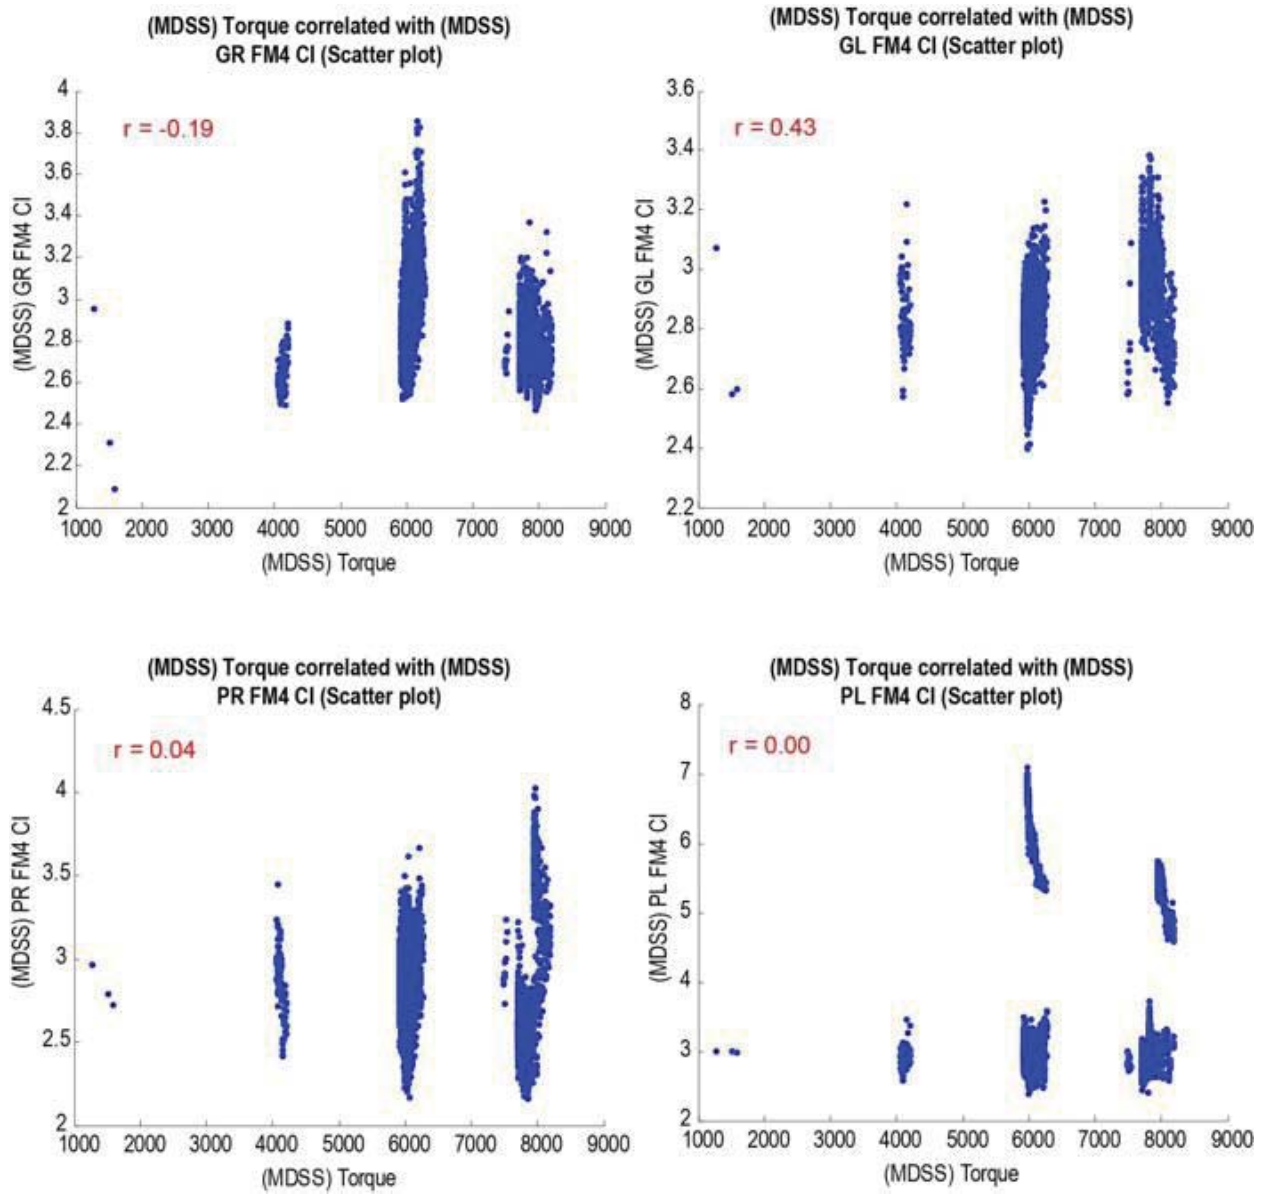 (MDSS) Torque correlated with (MDSS)
GR FM4 CI (Scatter plot)
r = -0.19
(MDSS) GR FM4 CI
4
3.8
3.6
3.4
3.2
3
2.8
2.6
2.4
2.2
2
1000 2000 3000 4000 5000 6000 7000 8000 9000
(MDSS) Torque
(MDSS) Torque correlated with (MDSS)
GL FM4 CI (Scatter plot)
r = 0.43
(MDSS) GL FM4 CI
3.6
3.4
3.2
3
2.8
2.6
2.4
2.2
1000 2000 3000 4000 5000 6000 7000 8000 9000
(MDSS) Torque
(MDSS) Torque correlated with (MDSS)
PR FM4 CI (Scatter plot)
r = 0.04
(MDSS) PR FM4 CI
4.5
4
3.5
3
2.5
2
1000 2000 3000 4000 5000 6000 7000 8000 9000
(MDSS) Torque
(MDSS) Torque correlated with (MDSS)
PL FM4 CI (Scatter plot)
r = 0.00
(MDSS) PL FM4 CI
8
7
6
5
4
3
2
1000 2000 3000 4000 5000 6000 7000 8000 9000
(MDSS) Torque